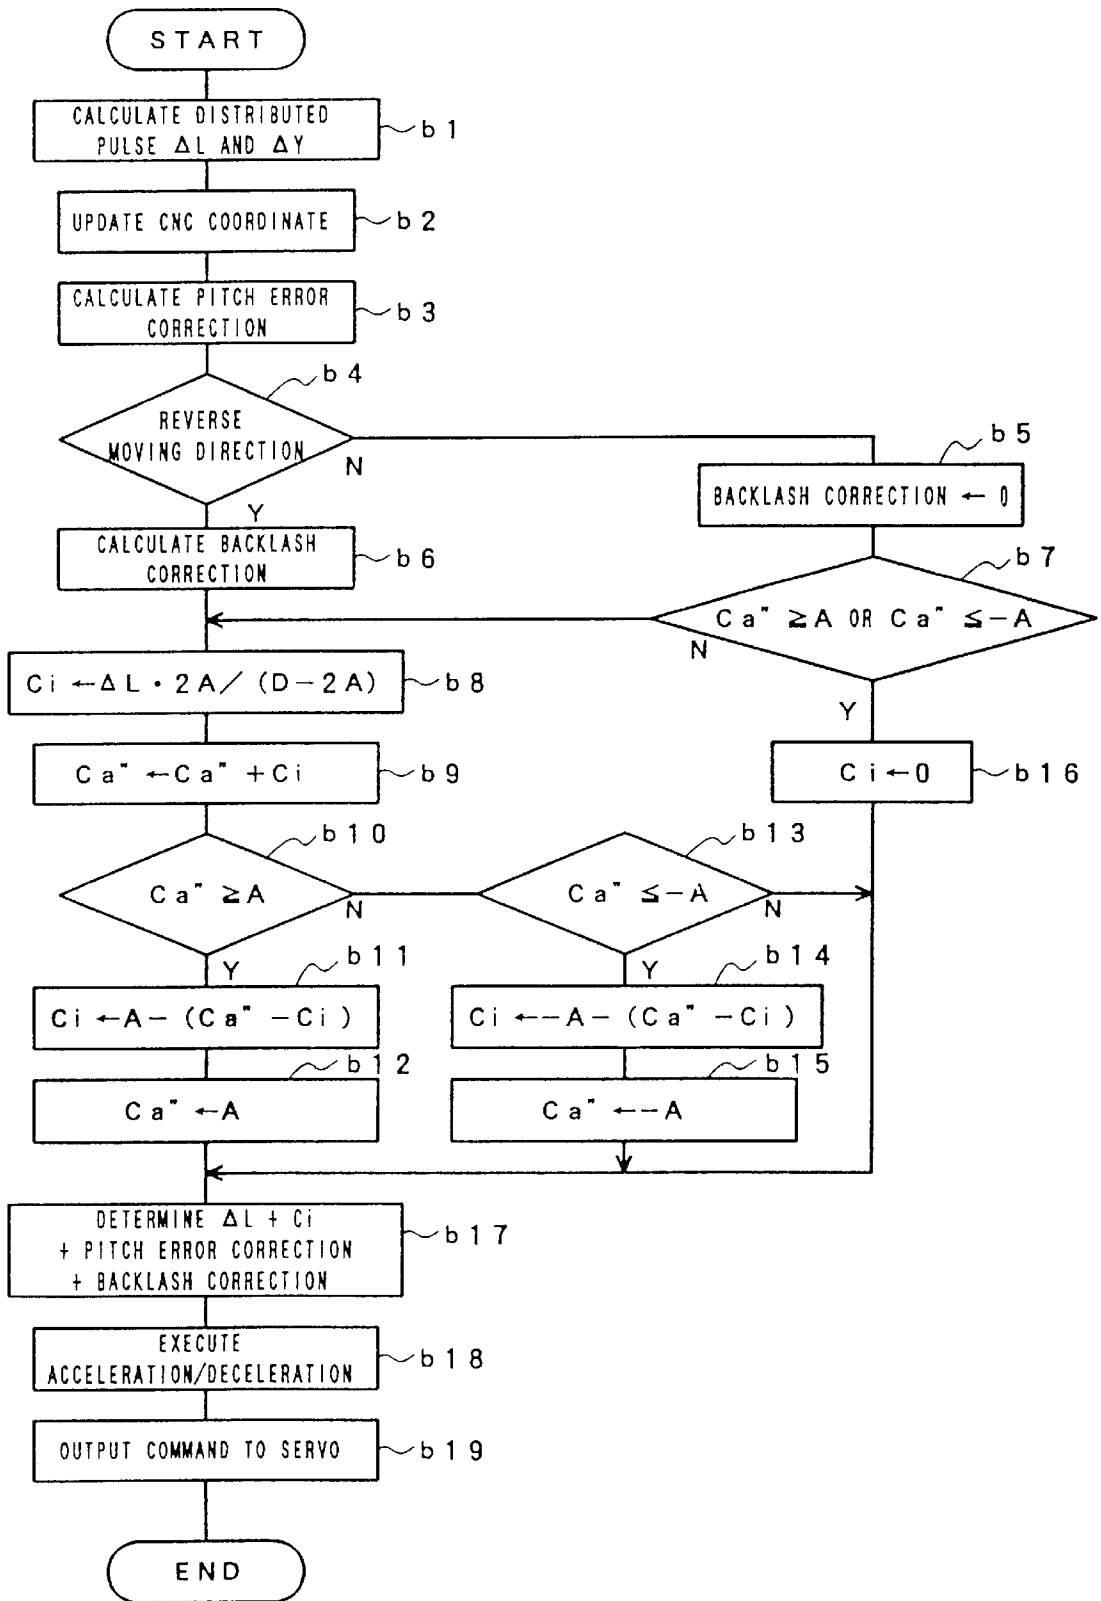 START
CALCULATE DISTRIBUTED
PULSE ΔL AND ΔY
b1
UPDATE CNC COORDINATE
b2
CALCULATE PITCH ERROR
CORRECTION
b3
b4
REVERSE
MOVING DIRECTION
N
Y
b5
BACKLASH CORRECTION ← 0
CALCULATE BACKLASH
CORRECTION
b6
b7
Ca" ≧A OR Ca" ≦−A
N
Y
Ci ←ΔL・2A／(D−2A)
b8
Ca" ←Ca" +Ci
b9
Ci←0
b16
b10
Ca" ≧A
N
Y
b13
Ca" ≦−A
N
Y
b11
Ci ←A− (Ca" −Ci)
b14
Ci ←−A− (Ca" −Ci)
b12
Ca" ←A
b15
Ca" ←−A
DETERMINE ΔL + Ci
+ PITCH ERROR CORRECTION
+ BACKLASH CORRECTION
b17
EXECUTE
ACCELERATION/DECELERATION
b18
OUTPUT COMMAND TO SERVO
b19
END